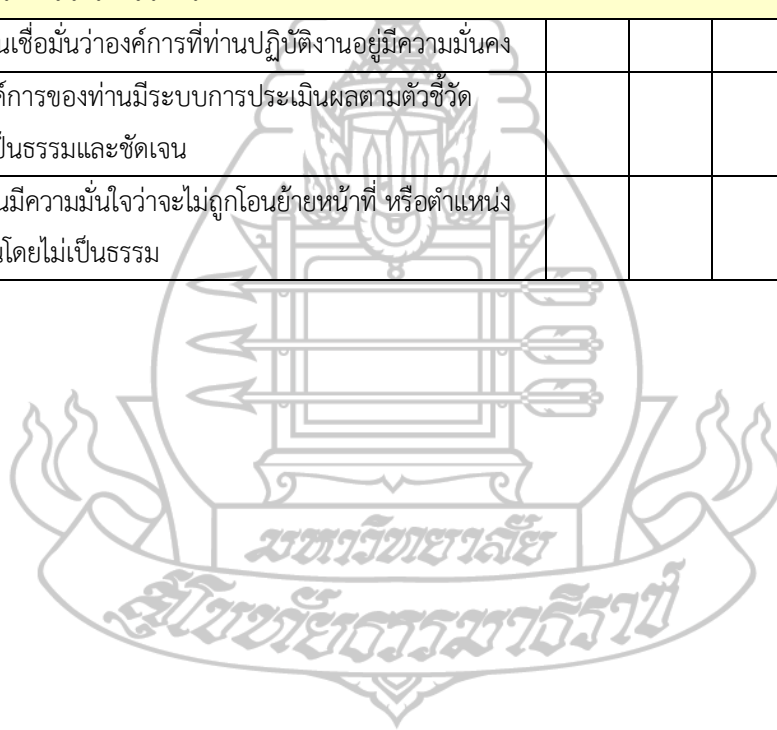 นเชื่อมั่นว่าองค์การที่ท่านปฏิบัติงานอยู่มีความมั่นคง
ค์การของท่านมีระบบการประเมินผลตามตัวชี้วัด
ป็นธรรมและชัดเจน
นมีความมั่นใจว่าจะไม่ถูกโอนย้ายหน้าที่ หรือตำแหน่ง
นโดยไม่เป็นธรรม
มหาวิทยาลัย
สุโขทัยธรรมาธิราช